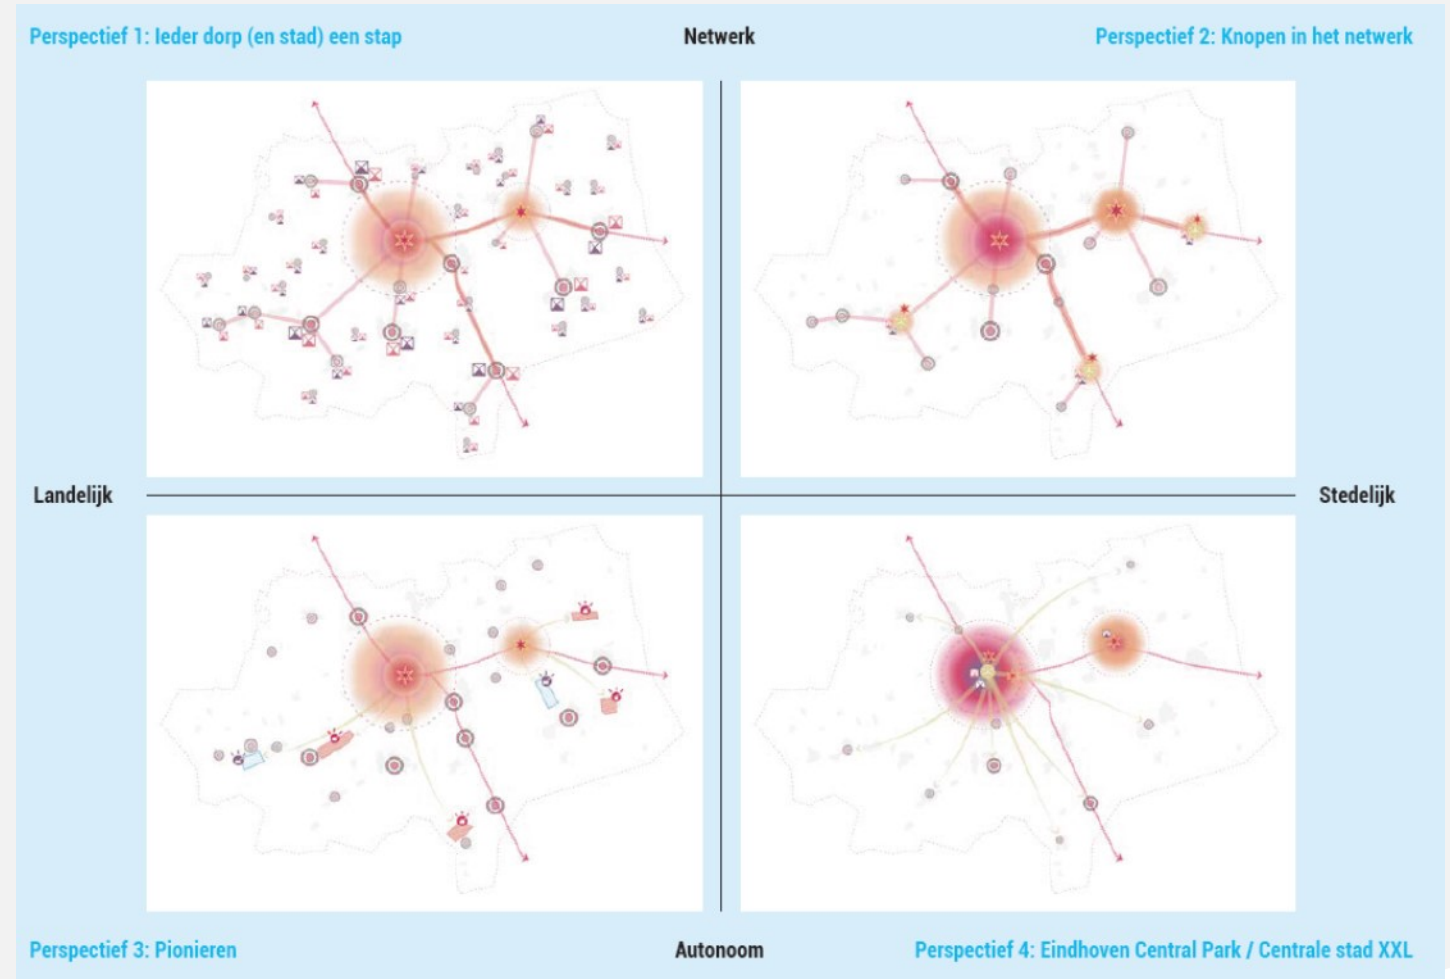 Perspectief 1: Ieder dorp (en stad) een stap
Netwerk
Perspectief 2: Knopen in het netwerk
Landelijk
Stedelijk
Perspectief 3: Pionieren
Autonoom
Perspectief 4: Eindhoven Central Park / Centrale stad XXL